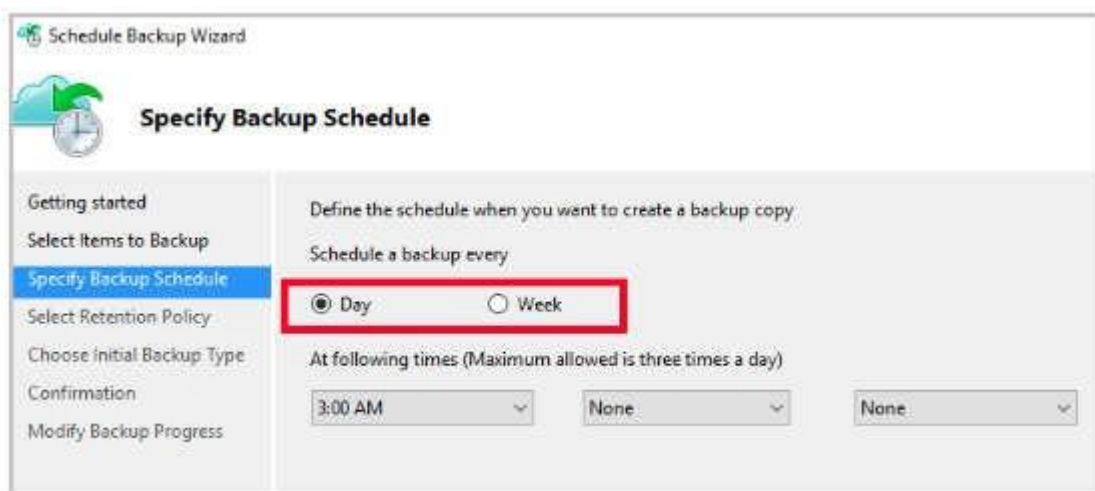 Schedule Backup Wizard
Specify Backup Schedule
Getting started
Select Items to Backup
Specify Backup Schedule
Select Retention Policy
Choose Initial Backup Type
Confirmation
Modify Backup Progress
Define the schedule when you want to create a backup copy
Schedule a backup every
Day Week
At following times (Maximum allowed is three times a day)
3:00 AM None None